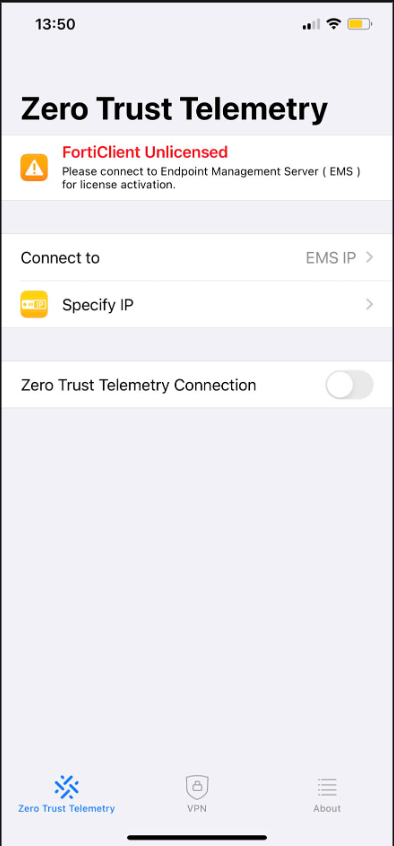 13:50
Zero Trust Telemetry
FortiClient Unlicensed
Please connect to Endpoint Management Server ( EMS )
for license activation.
Connect to EMS IP
Specify IP
Zero Trust Telemetry Connection
Zero Trust Telemetry VPN About